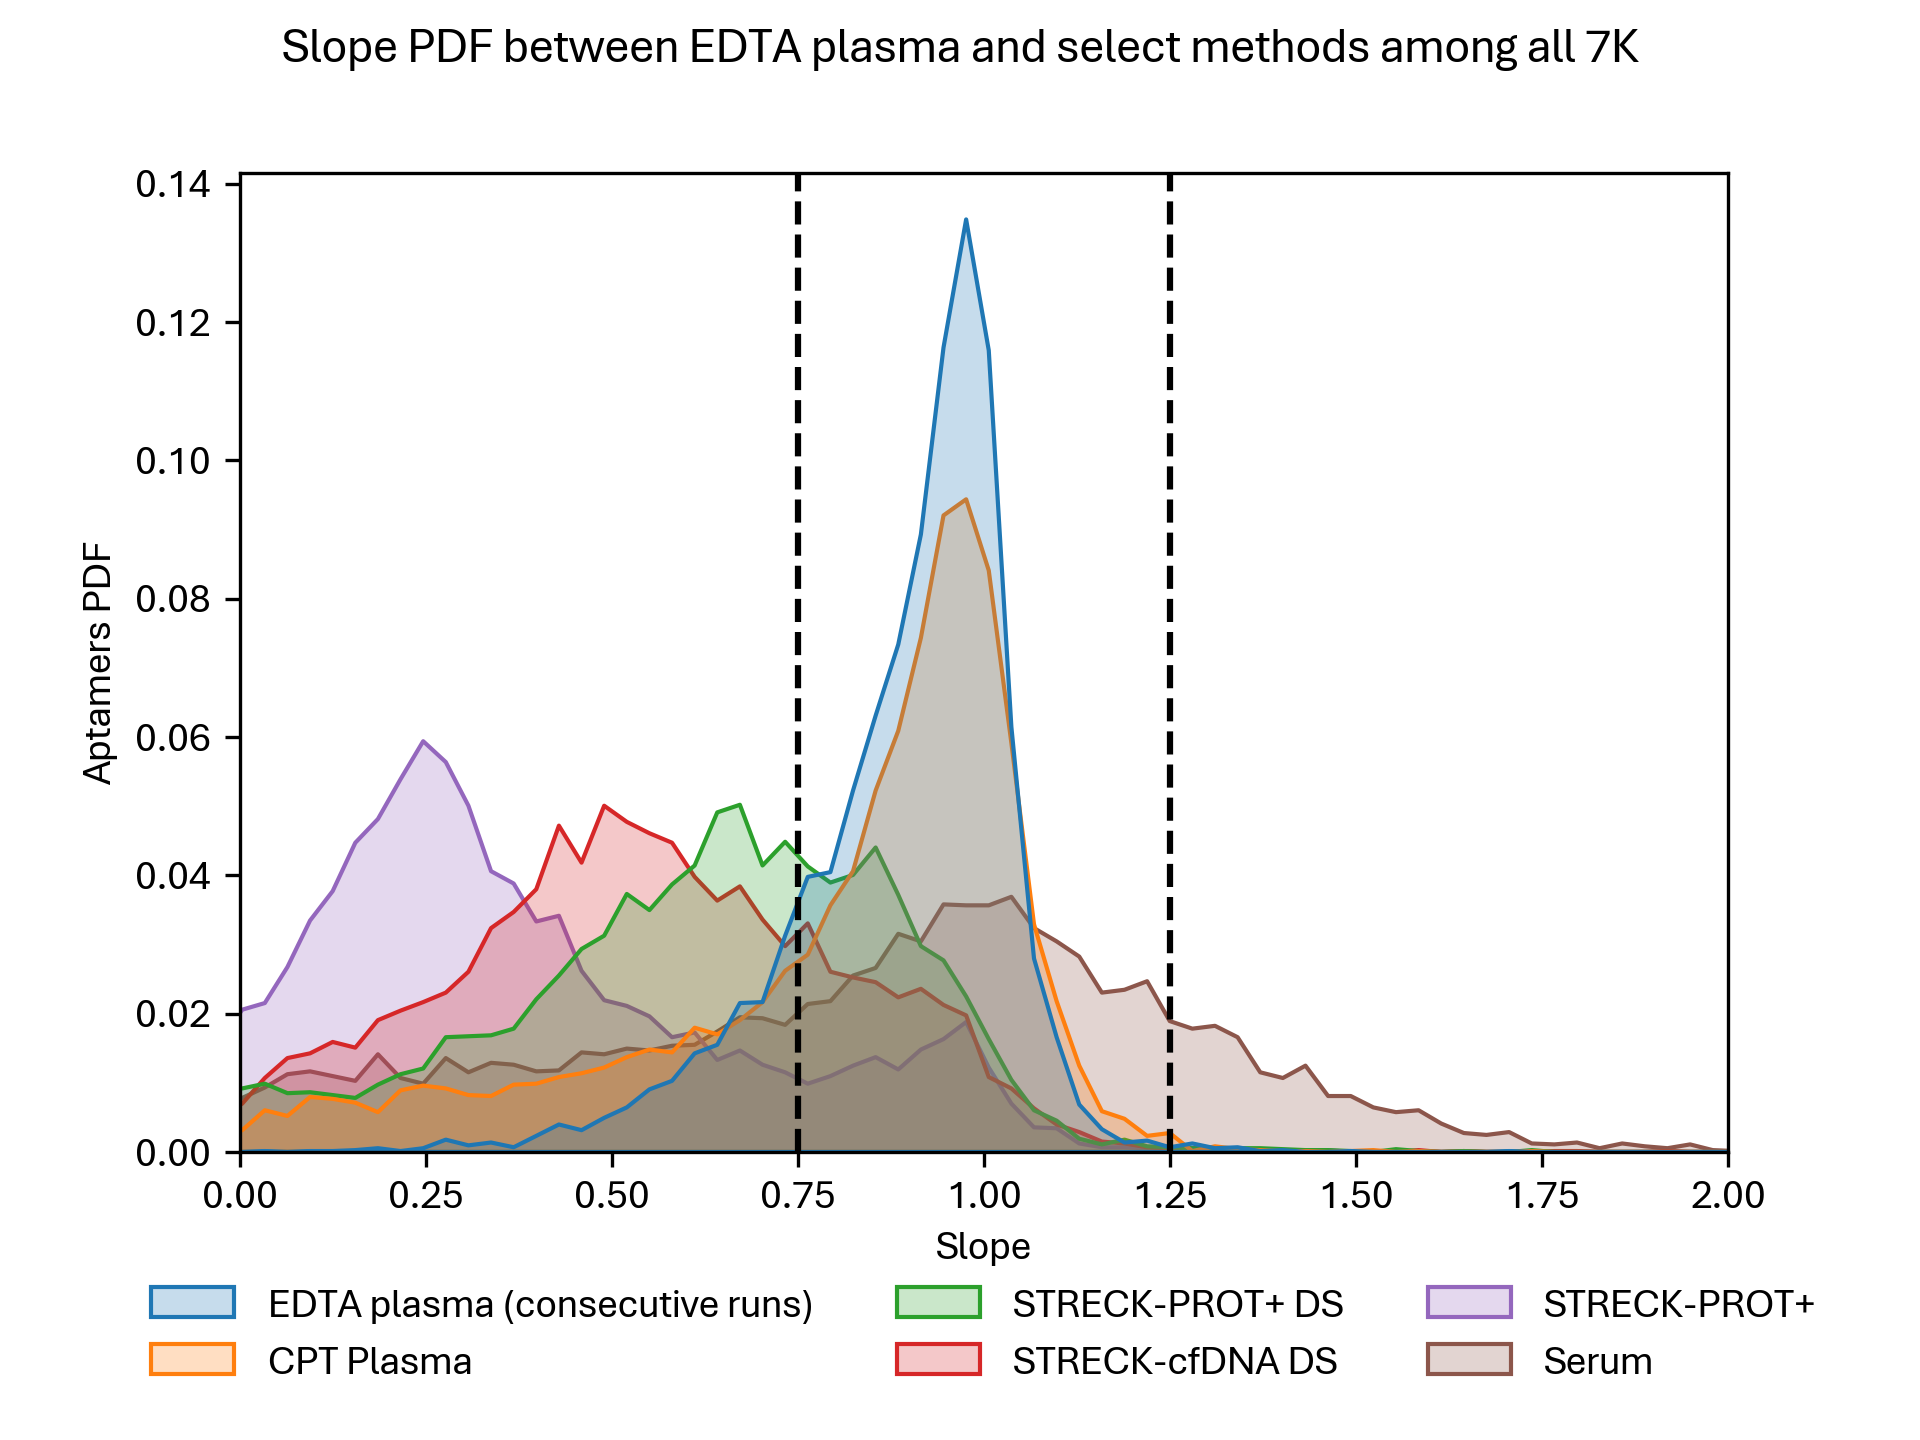 Slope PDF between EDTA plasma and select methods among all 7K
0.14
0.12
0.10
0.08
0.06
0.04
0.02
0.00
Aptamers PDF
0.00 0.25 0.50 0.75 1.00 1.25 1.50 1.75 2.00
Slope
EDTA plasma (consecutive runs) STRECK-PROT+ DS STRECK-PROT+
CPT Plasma STRECK-cfDNA DS Serum